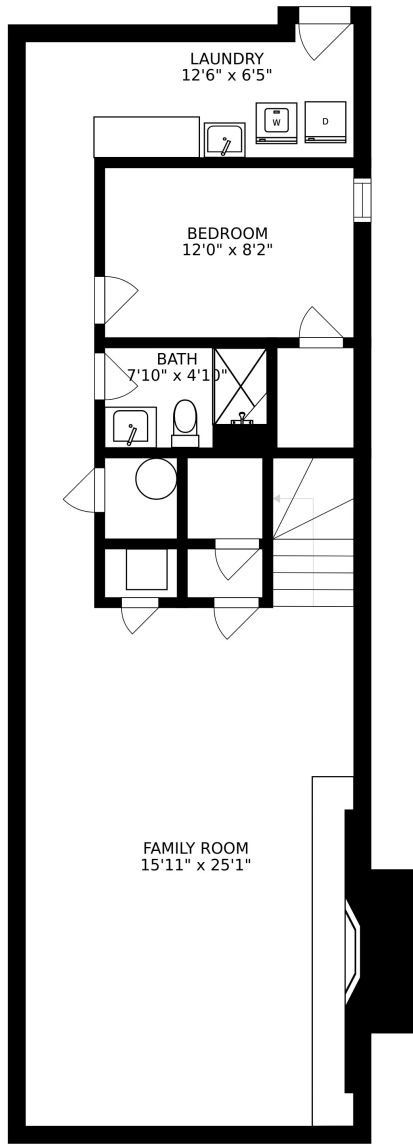 LAUNDRY
12'6" x 6'5"
W
D
BEDROOM
12'0" x 8'2"
BATH
7'10" x 4'10"
FAMILY ROOM
15'11" x 25'1"